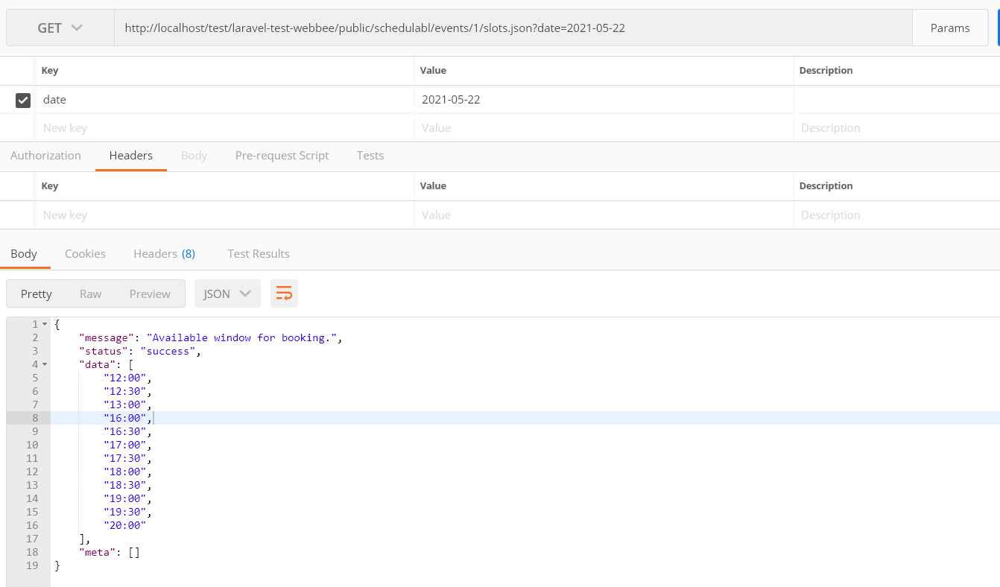 GET http://localhost/test/laravel-test-webbee/public/schedulabl/events/1/slots.json?date=2021-05-22 Params
Key Value Description
date 2021-05-22
New key Value Description
Authorization Headers Body Pre-request Script Tests
Key Value Description
New key Value Description
Body Cookies Headers (8) Test Results
Pretty Raw Preview JSON
1 {
2 "message": "Available window for booking.",
3 "status": "success",
4 "data": [
5 "12:00",
6 "12:30",
7 "13:00",
8 "16:00",
9 "16:30",
10 "17:00",
11 "17:30",
12 "18:00",
13 "18:30",
14 "19:00",
15 "19:30",
16 "20:00"
17 ],
18 "meta": []
19 }